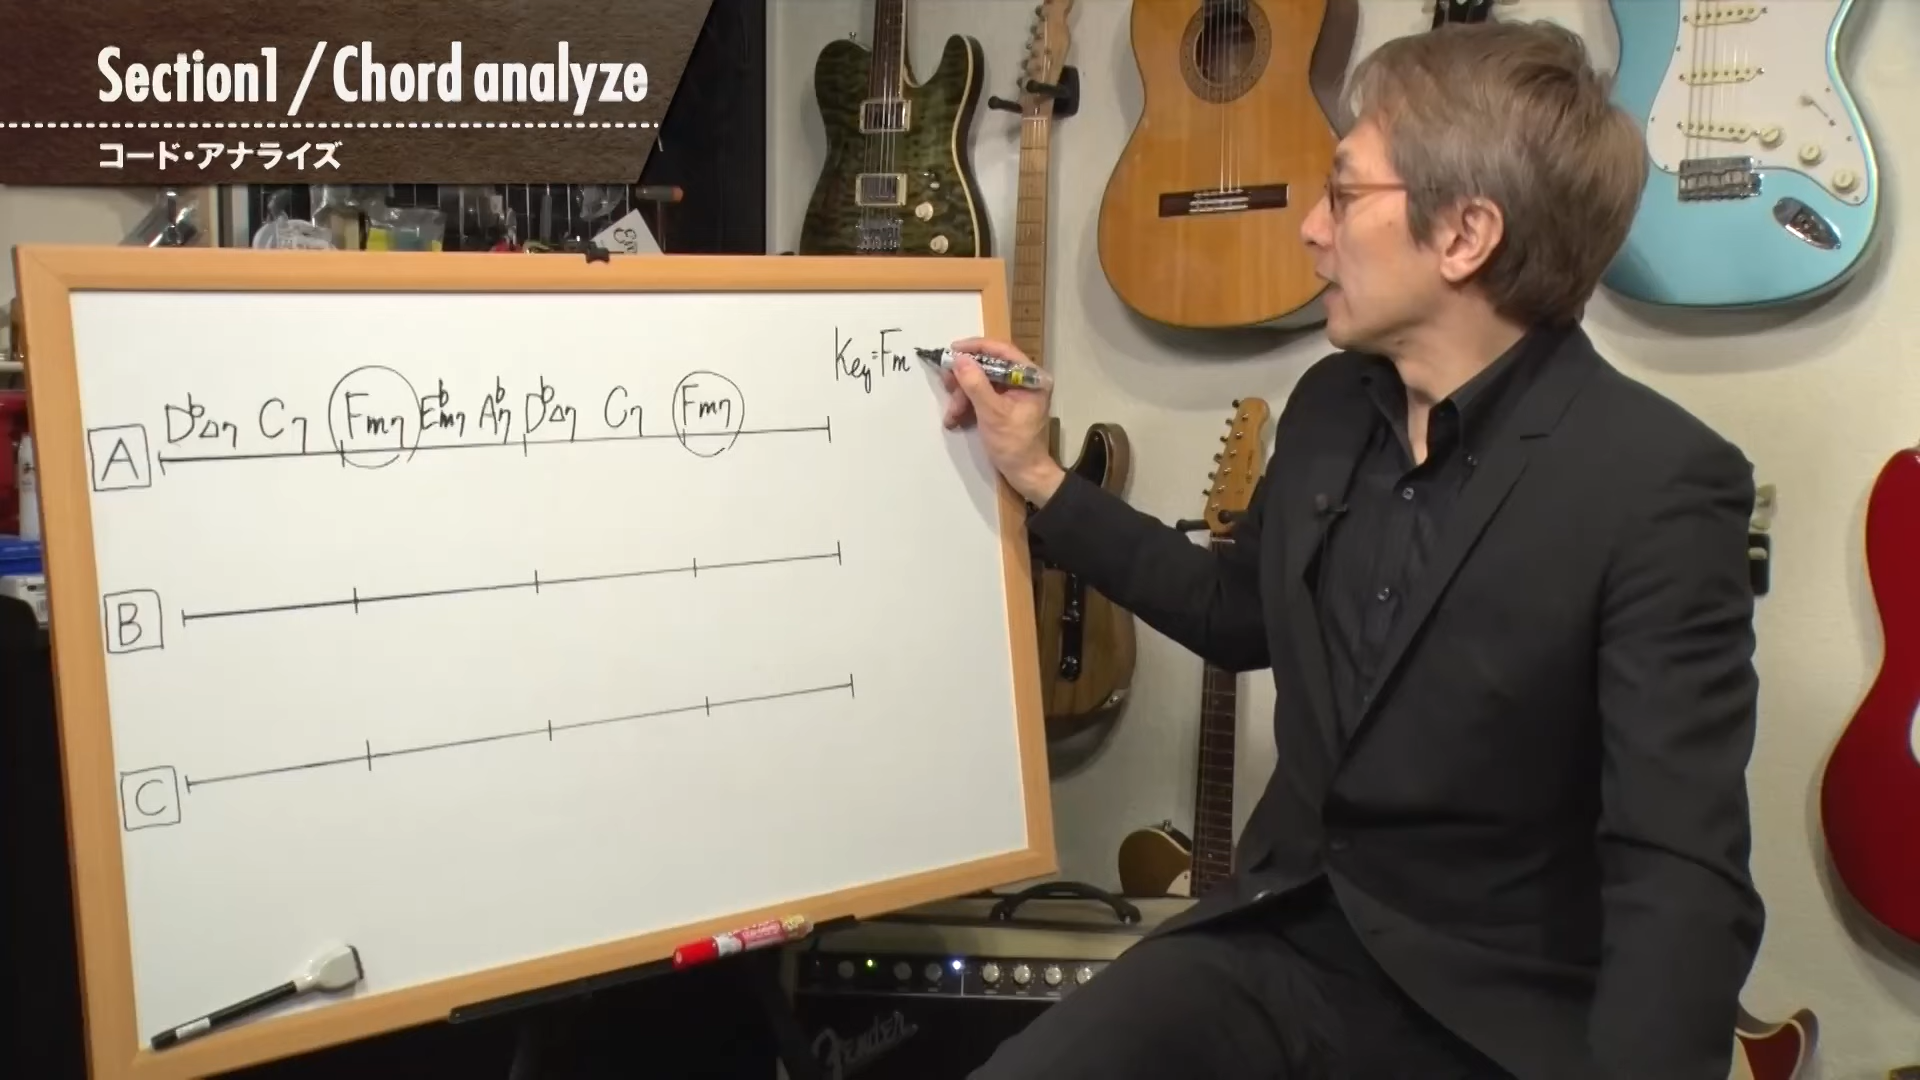 Section1 / Chord analyze
コード・アナライズ
Key=Fm
A D♭△7 C7 Fm7 E♭m7 A♭7 D♭△7 C7 Fm7
B
C
Fender